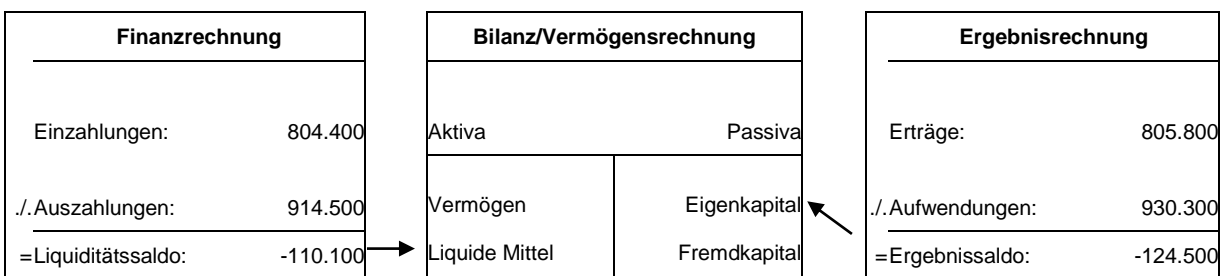 Finanzrechnung
Einzahlungen: 804.400
./.Auszahlungen: 914.500
=Liquiditätssaldo: -110.100
Bilanz/Vermögensrechnung
Aktiva Passiva
Vermögen Eigenkapital
Liquide Mittel Fremdkapital
Ergebnisrechnung
Erträge: 805.800
./.Aufwendungen: 930.300
=Ergebnissaldo: -124.500